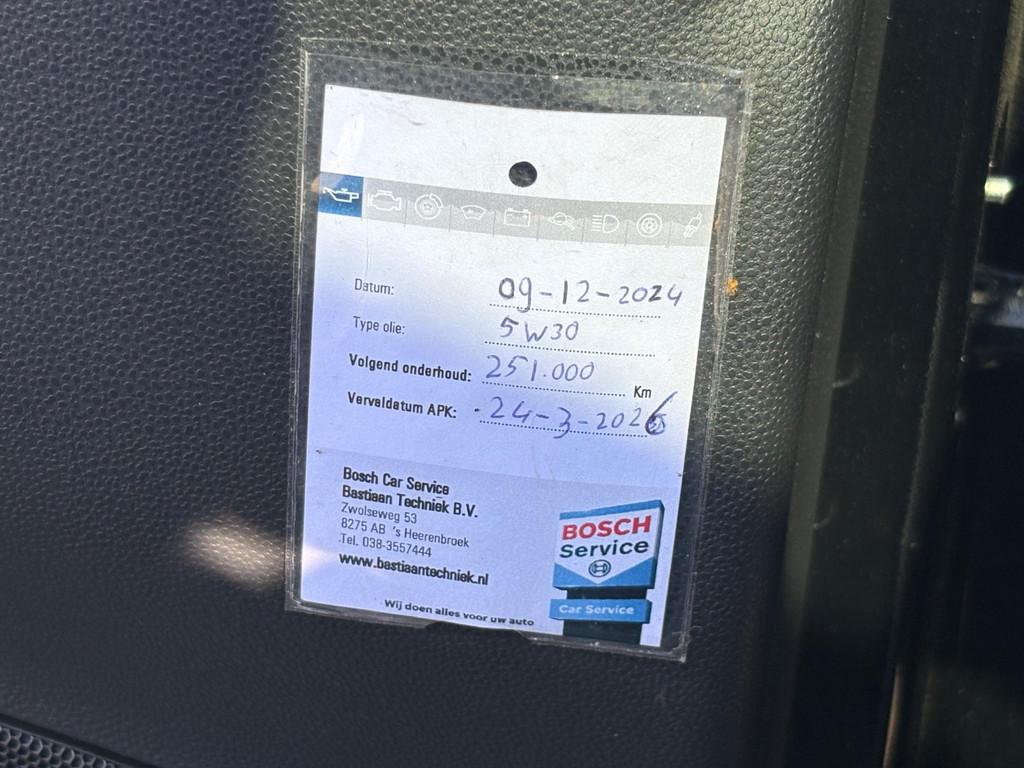 Datum: 09-12-2024
Type olie: 5W30
Volgend onderhoud: 251.000 Km
Vervaldatum APK: 24-3-2026
Bosch Car Service
Bastiaan Techniek B.V.
Zwolseweg 53
8275 AB 's Heerenbroek
Tel. 038-3557444
www.bastiaantechniek.nl
Wij doen alles voor uw auto
BOSCH
Service
Car Service